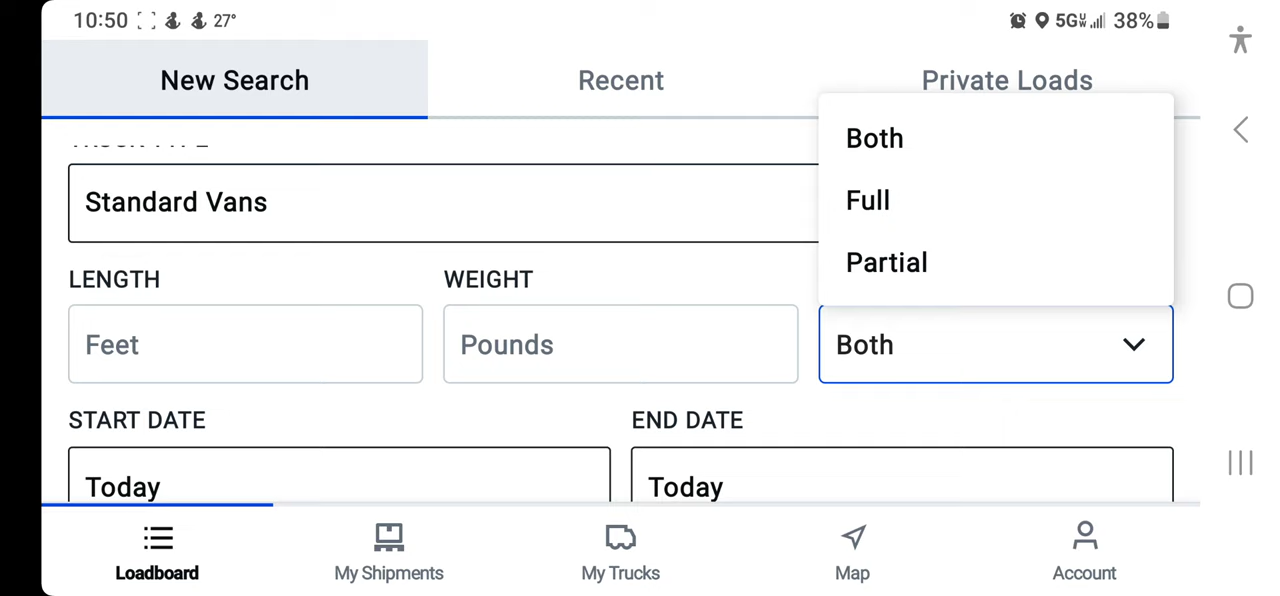 10:50 27° 5G 38%
New Search Recent Private Loads
Both
Full
Partial
Standard Vans
LENGTH WEIGHT
Feet Pounds Both
START DATE END DATE
Today Today
Loadboard My Shipments My Trucks Map Account